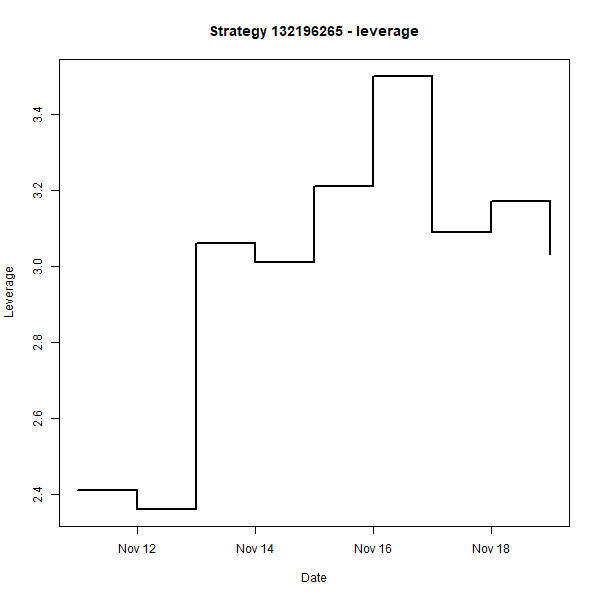 Strategy 132196265 - leverage
3.4
3.2
3.0
2.8
2.6
2.4
Leverage
Nov 12 Nov 14 Nov 16 Nov 18
Date